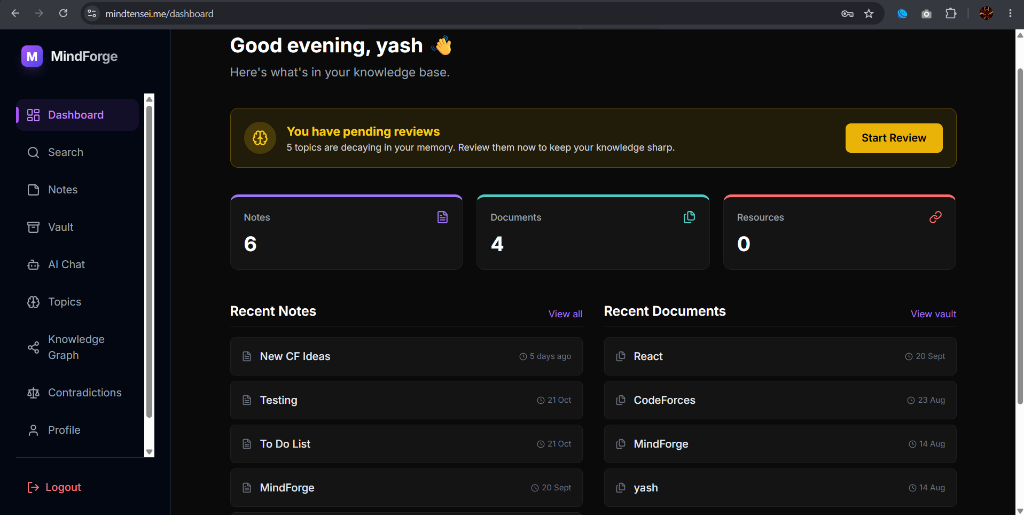 mindtensei.me/dashboard
M MindForge
Dashboard
Search
Notes
Vault
AI Chat
Topics
Knowledge
Graph
Contradictions
Profile
Logout
Good evening, yash 👋
Here's what's in your knowledge base.
You have pending reviews
5 topics are decaying in your memory. Review them now to keep your knowledge sharp.
Start Review
Notes
6
Documents
4
Resources
0
Recent Notes
View all
New CF Ideas
5 days ago
Testing
21 Oct
To Do List
21 Oct
MindForge
20 Sept
Recent Documents
View vault
React
20 Sept
CodeForces
23 Aug
MindForge
14 Aug
yash
14 Aug